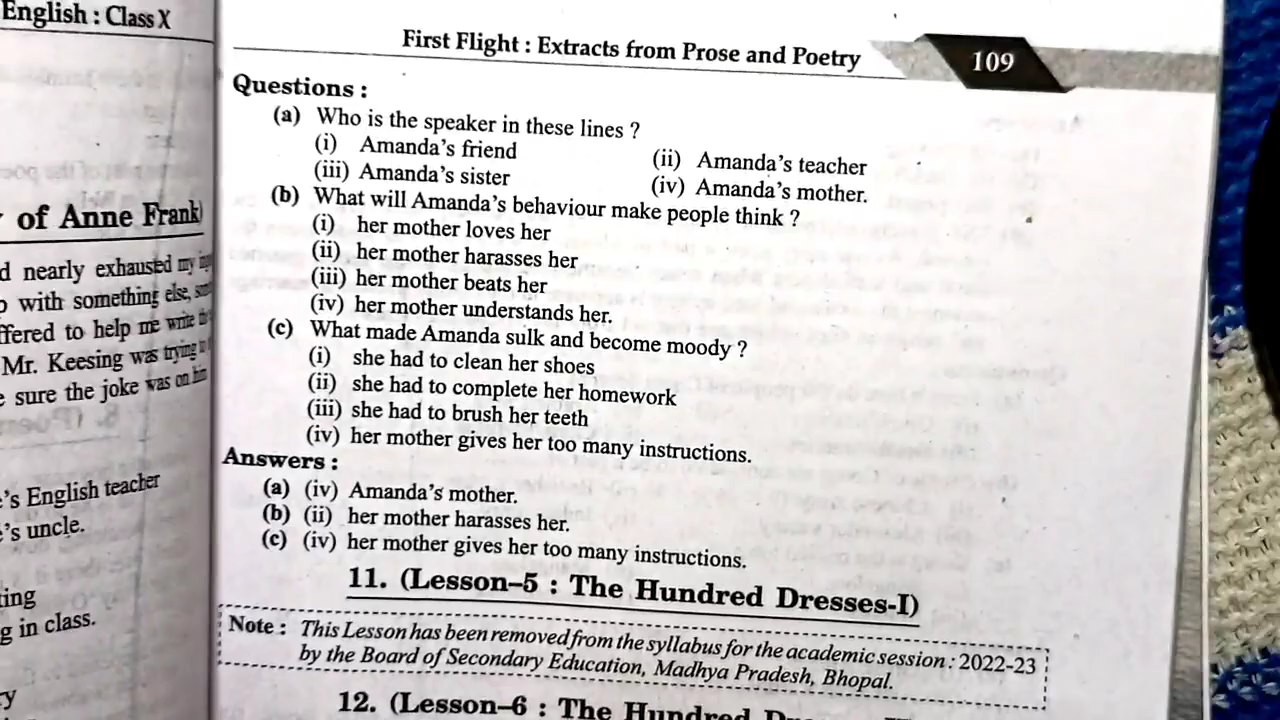 English : Class X
of Anne Frank)
d nearly exhausted my
with something else,
ffered to help me write
Mr. Keesing was trying
sure the joke was on him
's English teacher
's uncle.
ting
g in class.
First Flight : Extracts from Prose and Poetry 109
Questions :
(a) Who is the speaker in these lines ?
(i) Amanda's friend (ii) Amanda's teacher
(iii) Amanda's sister (iv) Amanda's mother.
(b) What will Amanda's behaviour make people think ?
(i) her mother loves her
(ii) her mother harasses her
(iii) her mother beats her
(iv) her mother understands her.
(c) What made Amanda sulk and become moody ?
(i) she had to clean her shoes
(ii) she had to complete her homework
(iii) she had to brush her teeth
(iv) her mother gives her too many instructions.
Answers :
(a) (iv) Amanda's mother.
(b) (ii) her mother harasses her.
(c) (iv) her mother gives her too many instructions.
11. (Lesson–5 : The Hundred Dresses-I)
Note : This Lesson has been removed from the syllabus for the academic session : 2022-23
by the Board of Secondary Education, Madhya Pradesh, Bhopal.
12. (Lesson–6 : The Hundred